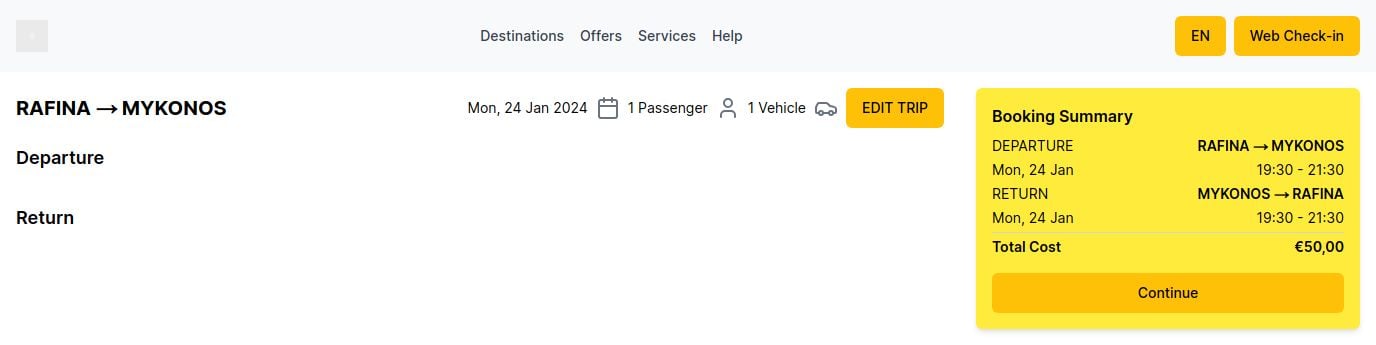 Destinations Offers Services Help EN Web Check-in
RAFINA → MYKONOS Mon, 24 Jan 2024 1 Passenger 1 Vehicle EDIT TRIP
Departure
Return
Booking Summary
DEPARTURE RAFINA → MYKONOS
Mon, 24 Jan 19:30 - 21:30
RETURN MYKONOS → RAFINA
Mon, 24 Jan 19:30 - 21:30
Total Cost €50,00
Continue